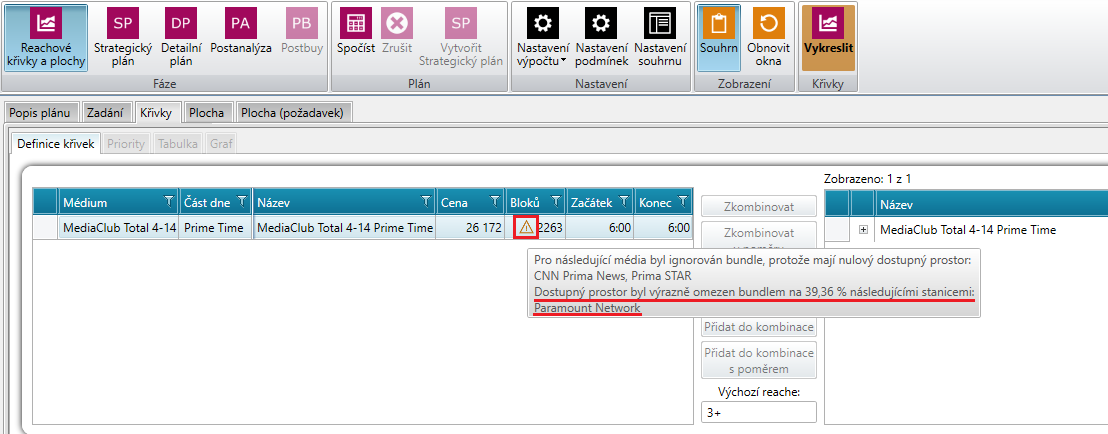 SP DP PA PB SP
Reachové křivky a plochy
Strategický plán
Detailní plán
Postanalýza
Postbuy
Spočíst
Zrušit
Vytvořit Strategický plán
Nastavení výpočtu
Nastavení podmínek
Nastavení souhrnu
Souhrn
Obnovit okna
Vykreslit
Fáze Plán Nastavení Zobrazení Křivky
Popis plánu Zadání Křivky Plocha Plocha (požadavek)
Definice křivek Priority Tabulka Graf
Zobrazeno: 1 z 1
Médium Část dne Název Cena Bloků Začátek Konec
Zkombinovat
Název
MediaClub Total 4-14 Prime Time MediaClub Total 4-14 Prime Time 26 172 2263 6:00 6:00
Zkombinovat
MediaClub Total 4-14 Prime Time
Pro následující média byl ignorován bundle, protože mají nulový dostupný prostor:
CNN Prima News, Prima STAR
Dostupný prostor byl výrazně omezen bundlem na 39,36 % následujícími stanicemi:
Paramount Network
Přidat do kombinace
Přidat do kombinace
s poměrem
Výchozí reache:
3+